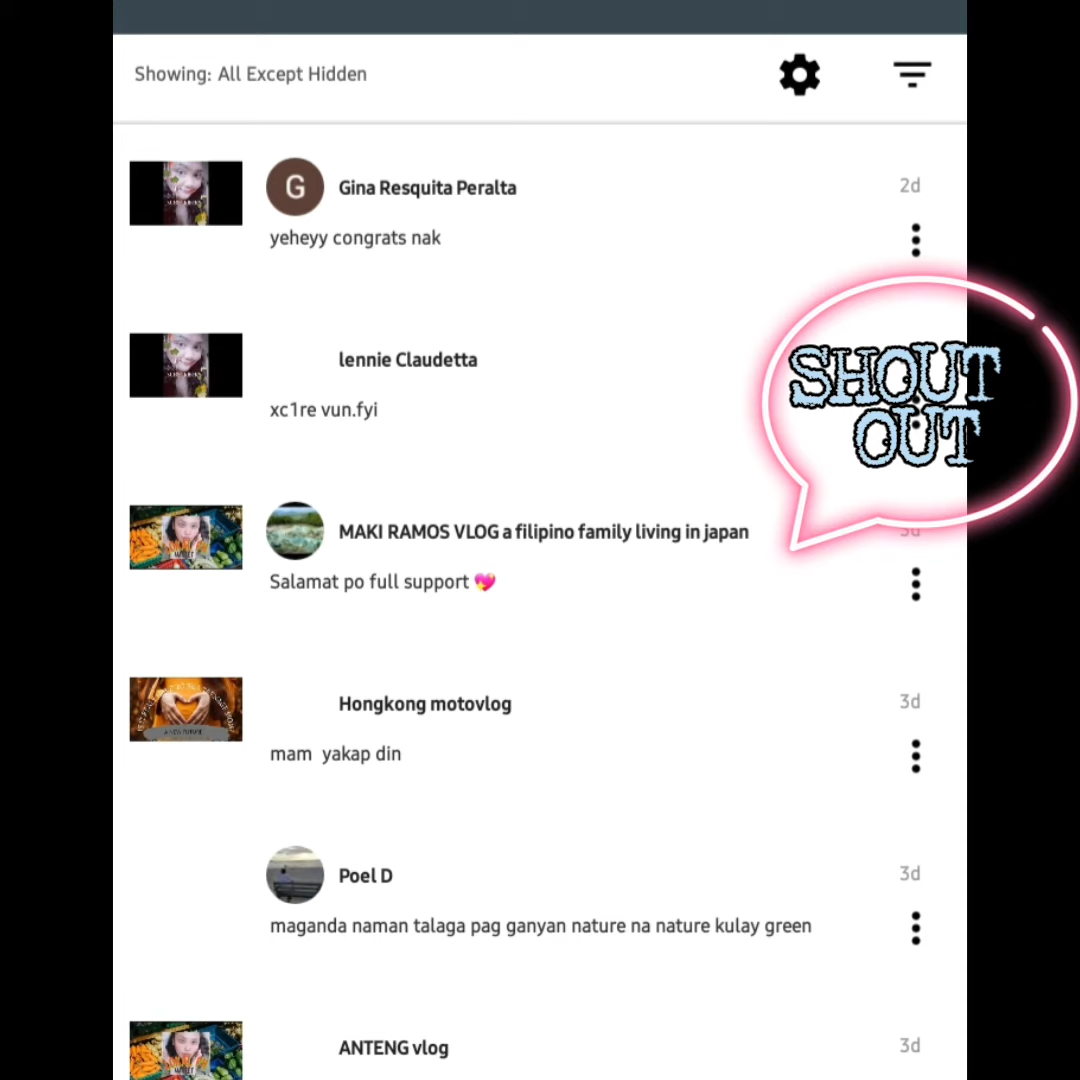 Showing: All Except Hidden
G
Gina Resquita Peralta
2d
yeheyy congrats nak
lennie Claudetta
xc1re vun.fyi
SHOUT
OUT
MAKI RAMOS VLOG a filipino family living in japan
Salamat po full support 💖
Hongkong motovlog
3d
mam  yakap din
Poel D
3d
maganda naman talaga pag ganyan nature na nature kulay green
ANTENG vlog
3d